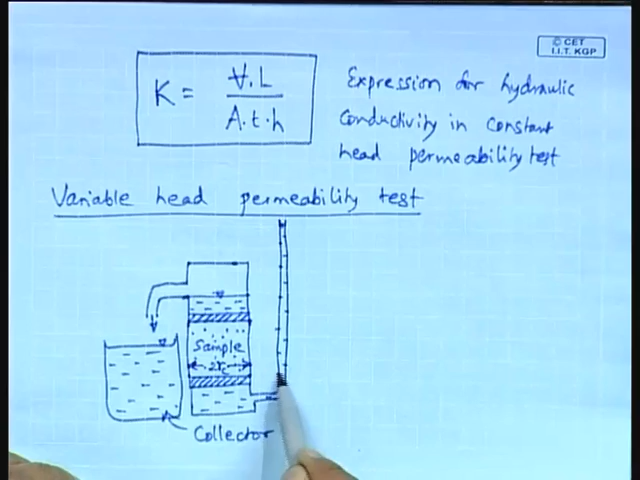 © CET
I.I.T. KGP
K = V.L / A.t.h
Expression for hydraulic
conductivity in constant
head permeability test
Variable head permeability test
Sample
Collector